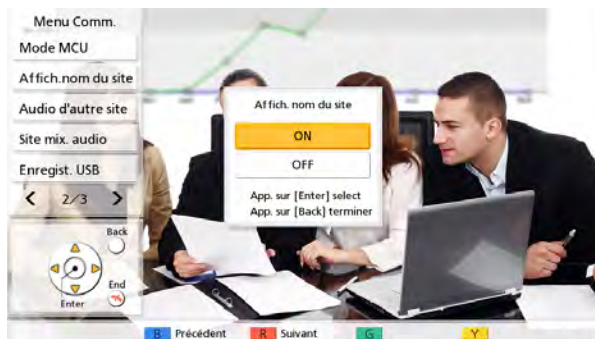 Menu Comm.
Mode MCU
Affich.nom du site
Audio d'autre site
Site mix. audio
Enregist. USB
2/3
Back
End
Enter
Affich. nom du site
ON
OFF
App. sur [Enter] select
App. sur [Back] terminer
B Précédent R Suivant G Y